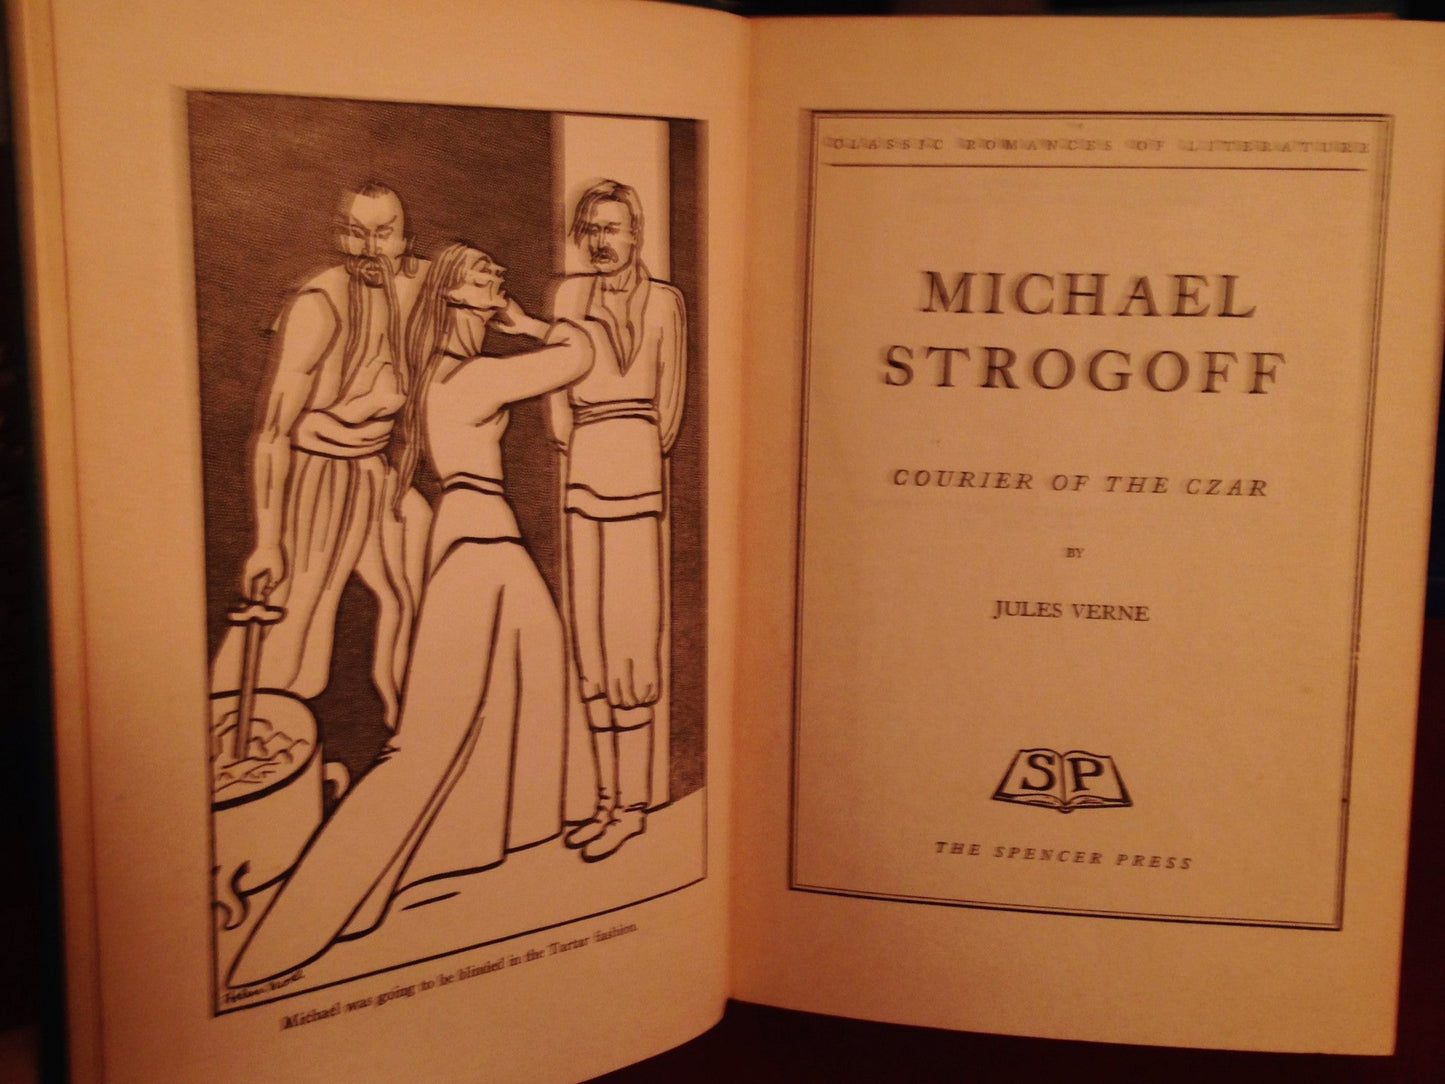 Michael was going to be blinded in the Tartar fashion.
CLASSIC ROMANCES OF LITERATURE
MICHAEL
STROGOFF
COURIER OF THE CZAR
BY
JULES VERNE
SP
THE SPENCER PRESS